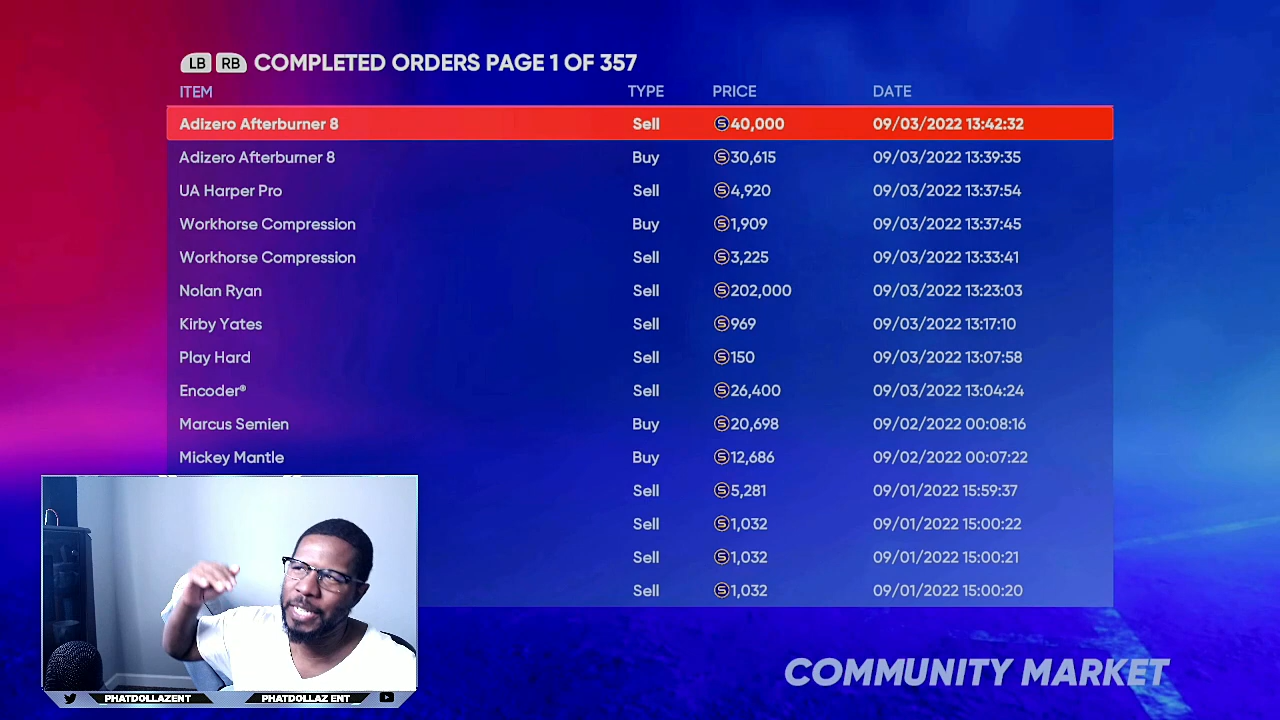 LB RB COMPLETED ORDERS PAGE 1 OF 357
ITEM TYPE PRICE DATE
Adizero Afterburner 8 Sell S 40,000 09/03/2022 13:42:32
Adizero Afterburner 8 Buy S 30,615 09/03/2022 13:39:35
UA Harper Pro Sell S 4,920 09/03/2022 13:37:54
Workhorse Compression Buy S 1,909 09/03/2022 13:37:45
Workhorse Compression Sell S 3,225 09/03/2022 13:33:41
Nolan Ryan Sell S 202,000 09/03/2022 13:23:03
Kirby Yates Sell S 969 09/03/2022 13:17:10
Play Hard Sell S 150 09/03/2022 13:07:58
Encoder® Sell S 26,400 09/03/2022 13:04:24
Marcus Semien Buy S 20,698 09/02/2022 00:08:16
Mickey Mantle Buy S 12,686 09/02/2022 00:07:22
Sell S 5,281 09/01/2022 15:59:37
Sell S 1,032 09/01/2022 15:00:22
Sell S 1,032 09/01/2022 15:00:21
Sell S 1,032 09/01/2022 15:00:20
COMMUNITY MARKET
PHATDOLLAZENT PHATDOLLAZ ENT